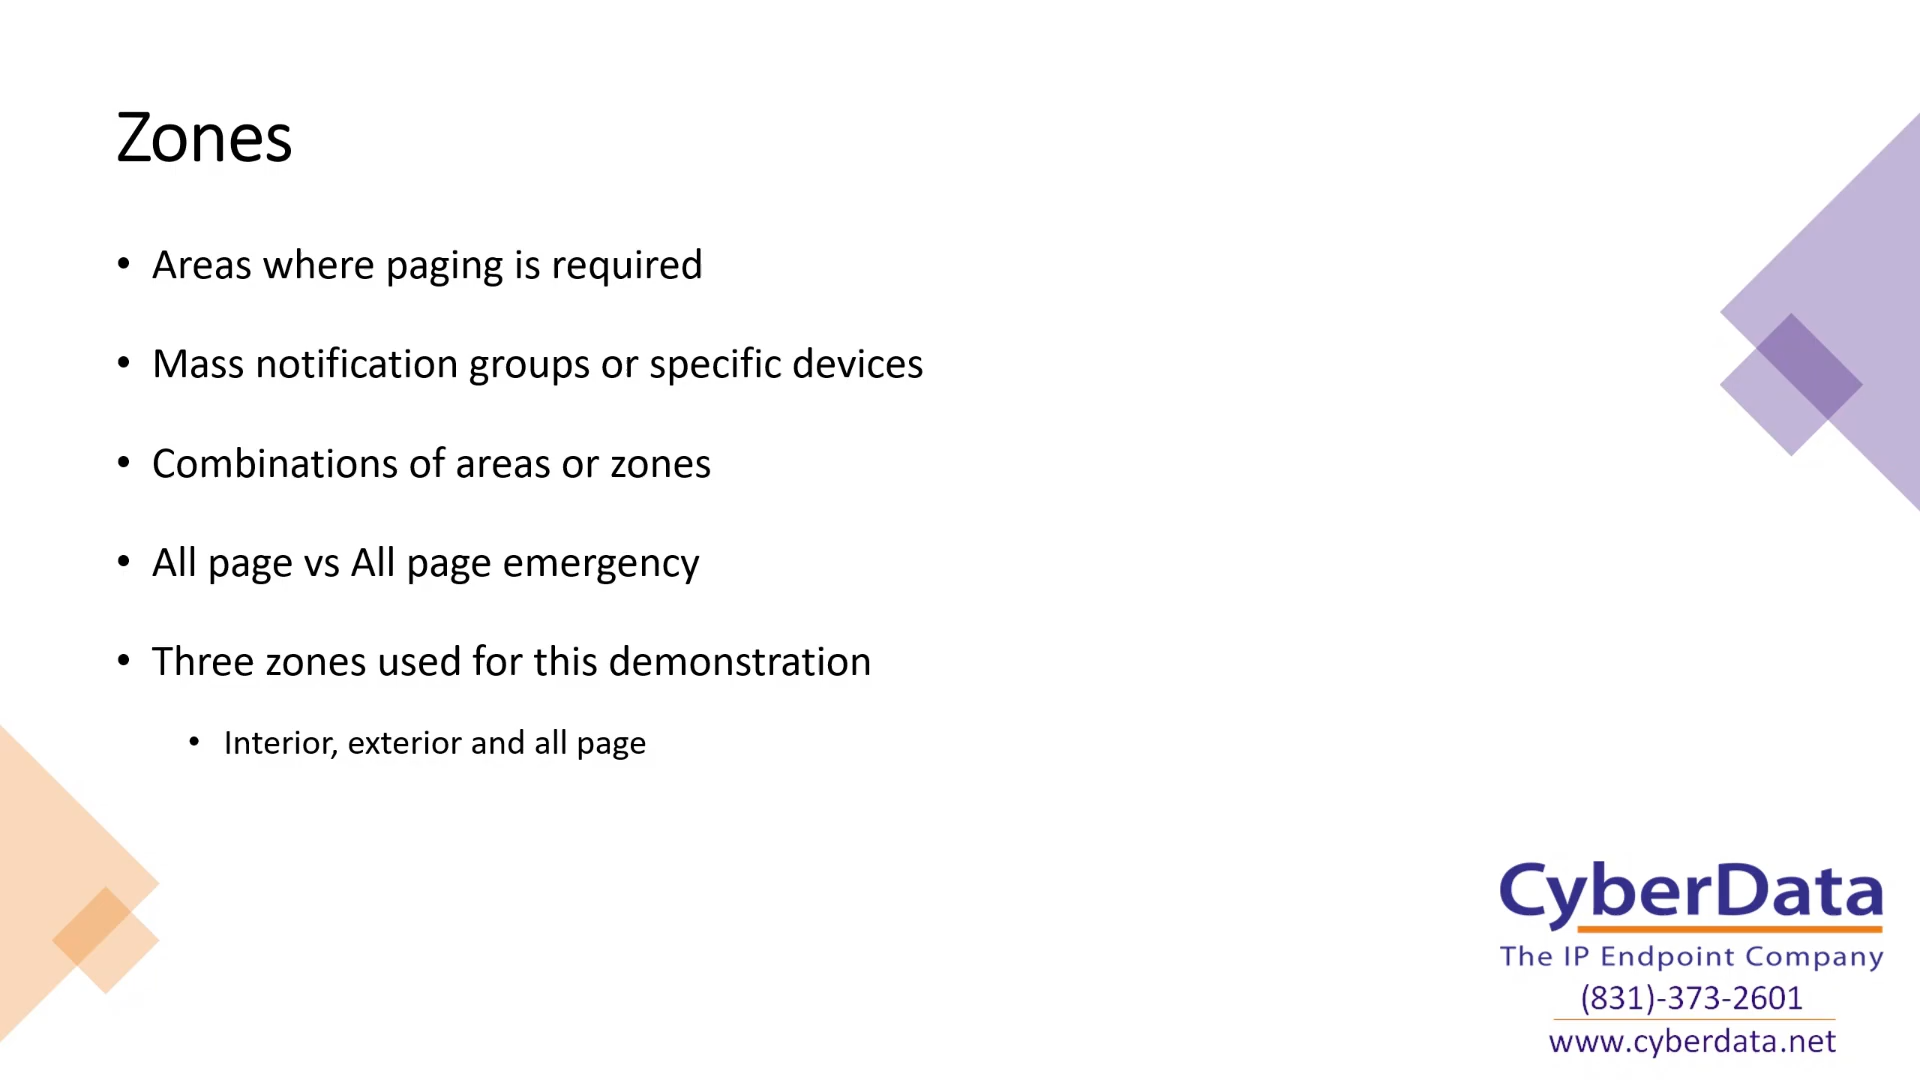 Zones
• Areas where paging is required
• Mass notification groups or specific devices
• Combinations of areas or zones
• All page vs All page emergency
• Three zones used for this demonstration
• Interior, exterior and all page
CyberData
The IP Endpoint Company
(831)-373-2601
www.cyberdata.net